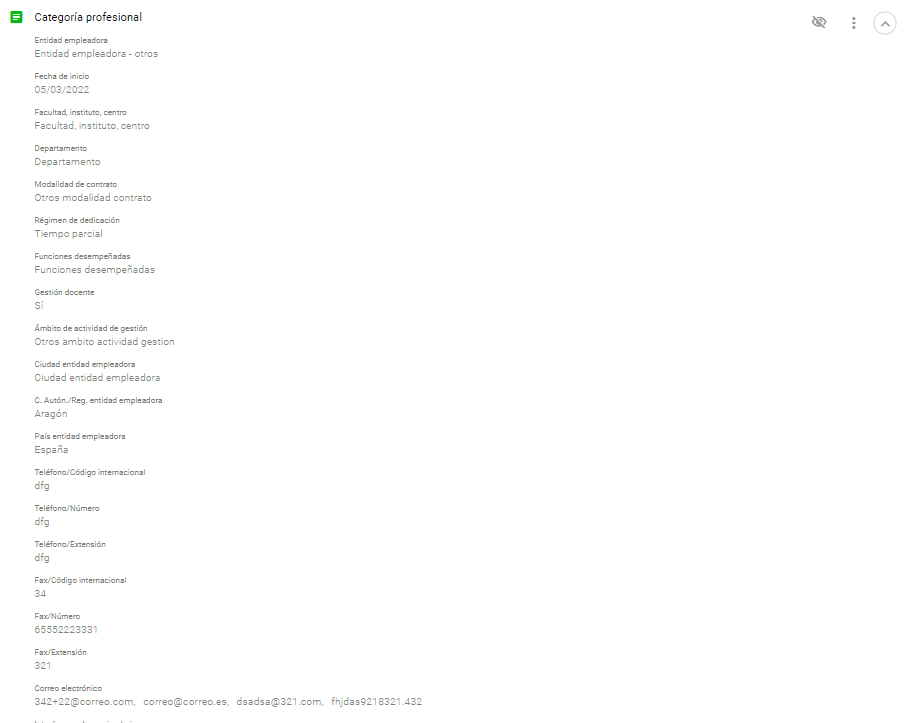 Categoría profesional
Entidad empleadora
Entidad empleadora - otros
Fecha de inicio
05/03/2022
Facultad, instituto, centro
Facultad, instituto, centro
Departamento
Departamento
Modalidad de contrato
Otros modalidad contrato
Régimen de dedicación
Tiempo parcial
Funciones desempeñadas
Funciones desempeñadas
Gestión docente
Sí
Ámbito de actividad de gestión
Otros ambito actividad gestion
Ciudad entidad empleadora
Ciudad entidad empleadora
C. Autón./Reg. entidad empleadora
Aragón
País entidad empleadora
España
Teléfono/Código internacional
dfg
Teléfono/Número
dfg
Teléfono/Extensión
dfg
Fax/Código internacional
34
Fax/Número
65552223331
Fax/Extensión
321
Correo electrónico
342+22@correo.com, correo@correo.es, dsadsa@321.com, fhjdas9218321.432